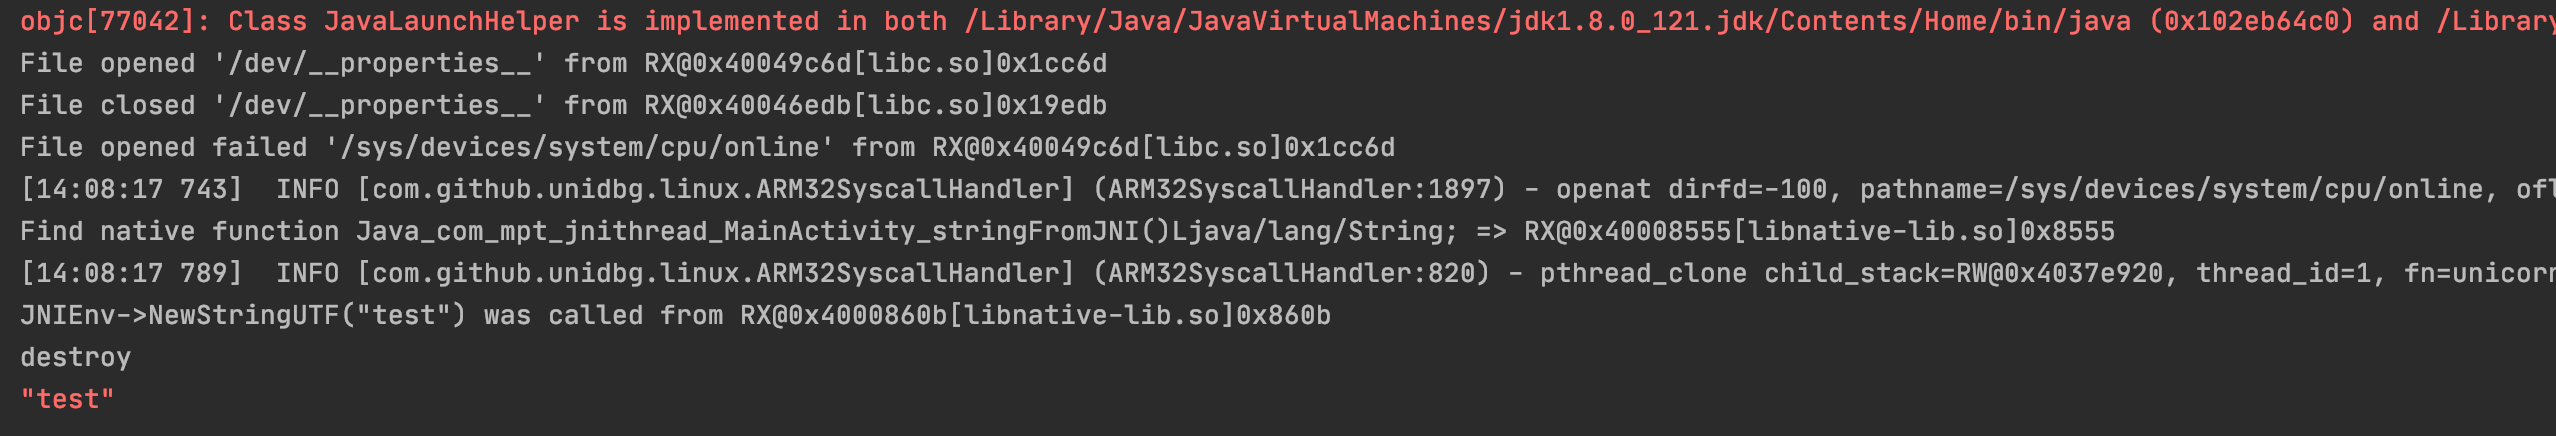 objc[77042]: Class JavaLaunchHelper is implemented in both /Library/Java/JavaVirtualMachines/jdk1.8.0_121.jdk/Contents/Home/bin/java (0x102eb64c0) and /Library
File opened '/dev/__properties__' from RX@0x40049c6d[libc.so]0x1cc6d
File closed '/dev/__properties__' from RX@0x40046edb[libc.so]0x19edb
File opened failed '/sys/devices/system/cpu/online' from RX@0x40049c6d[libc.so]0x1cc6d
[14:08:17 743]  INFO [com.github.unidbg.linux.ARM32SyscallHandler] (ARM32SyscallHandler:1897) - openat dirfd=-100, pathname=/sys/devices/system/cpu/online, ofl
Find native function Java_com_mpt_jnithread_MainActivity_stringFromJNI()Ljava/lang/String; => RX@0x40008555[libnative-lib.so]0x8555
[14:08:17 789]  INFO [com.github.unidbg.linux.ARM32SyscallHandler] (ARM32SyscallHandler:820) - pthread_clone child_stack=RW@0x4037e920, thread_id=1, fn=unicorn
JNIEnv->NewStringUTF("test") was called from RX@0x4000860b[libnative-lib.so]0x860b
destroy
"test"